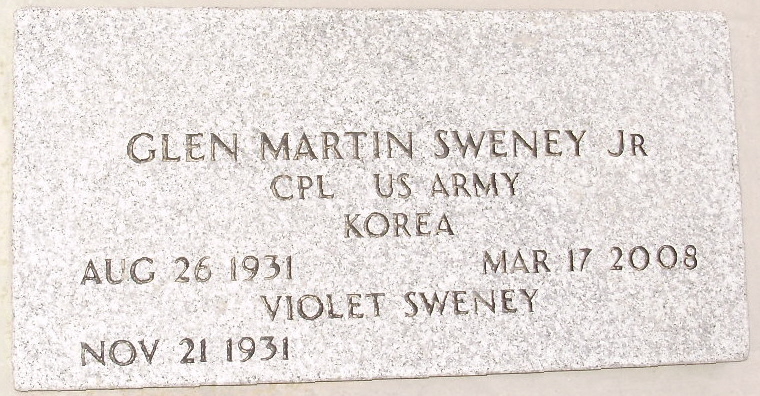 GLEN MARTIN SWENEY JR
CPL US ARMY
KOREA
AUG 26 1931 MAR 17 2008
VIOLET SWENEY
NOV 21 1931